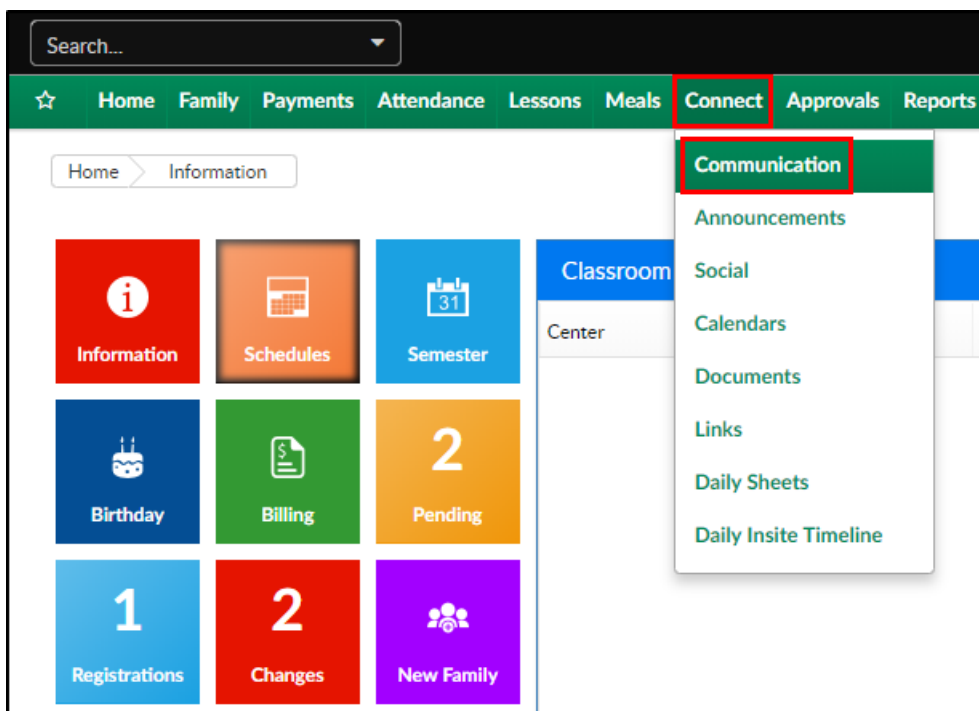 Search...
Home Family Payments Attendance Lessons Meals Connect Approvals Reports
Home Information
Communication
Announcements
Social
Calendars
Documents
Links
Daily Sheets
Daily Insite Timeline
Information
Schedules
31
Semester
Birthday
$
Billing
2
Pending
1
Registrations
2
Changes
New Family
Classroom
Center